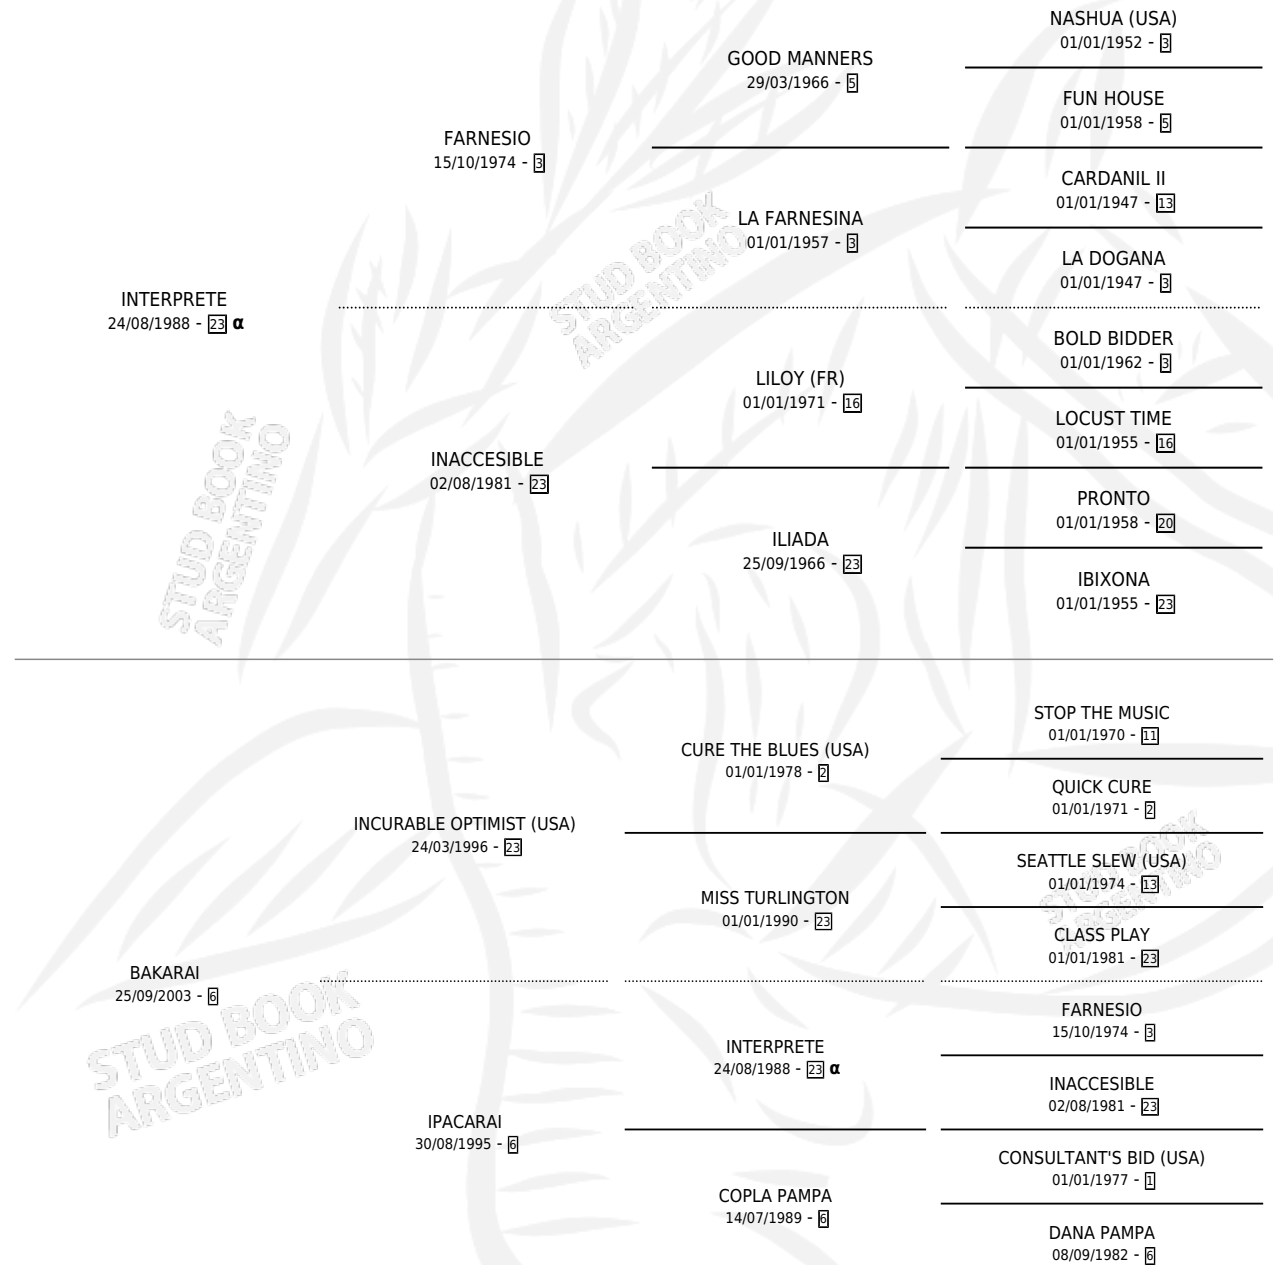 NASHUA (USA)
01/01/1952 - 3
GOOD MANNERS
29/03/1966 - 5
FUN HOUSE
01/01/1958 - 5
FARNESIO
15/10/1974 - 3
CARDANIL II
01/01/1947 - 13
LA FARNESINA
01/01/1957 - 3
LA DOGANA
01/01/1947 - 3
INTERPRETE
24/08/1988 - 23 α
BOLD BIDDER
01/01/1962 - 3
LILOY (FR)
01/01/1971 - 16
LOCUST TIME
01/01/1955 - 16
INACCESIBLE
02/08/1981 - 23
PRONTO
01/01/1958 - 20
ILIADA
25/09/1966 - 23
IBIXONA
01/01/1955 - 23
STUD BOOK
ARGENTINO
STUD BOOK
ARGENTINO
STOP THE MUSIC
01/01/1970 - 11
CURE THE BLUES (USA)
01/01/1978 - 2
QUICK CURE
01/01/1971 - 2
INCURABLE OPTIMIST (USA)
24/03/1996 - 23
SEATTLE SLEW (USA)
01/01/1974 - 13
MISS TURLINGTON
01/01/1990 - 23
CLASS PLAY
01/01/1981 - 23
BAKARAI
25/09/2003 - 6
FARNESIO
15/10/1974 - 3
INTERPRETE
24/08/1988 - 23 α
INACCESIBLE
02/08/1981 - 23
IPACARAI
30/08/1995 - 6
CONSULTANT'S BID (USA)
01/01/1977 - 1
COPLA PAMPA
14/07/1989 - 6
DANA PAMPA
08/09/1982 - 6
STUD BOOK
ARGENTINO
STUD BOOK
ARGENTINO